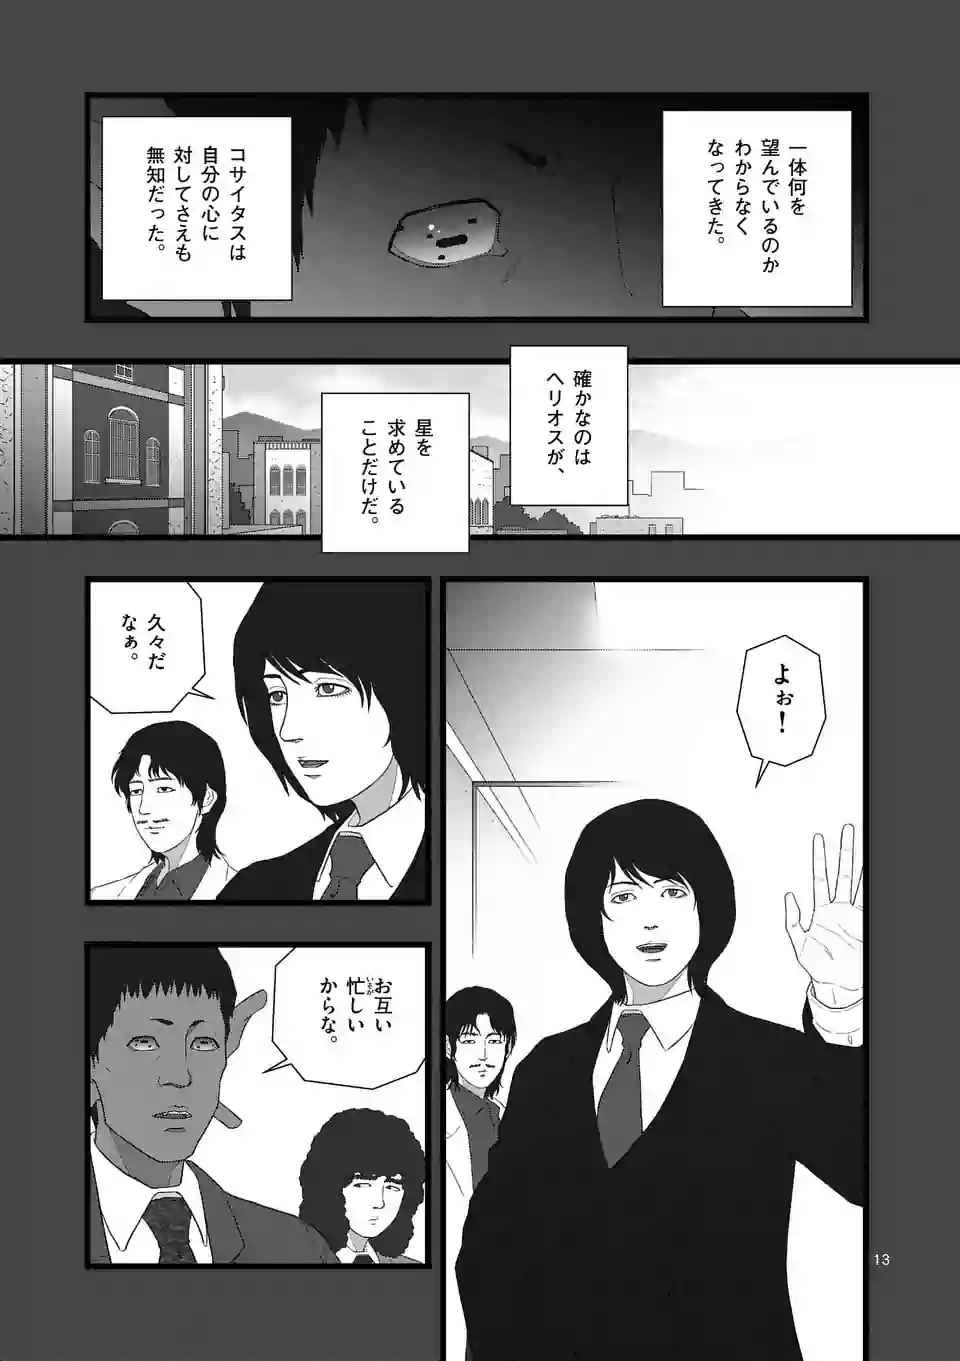 一体何を
望んでいるのか
わからなく
なってきた。
コサイタスは
自分の心に
対してさえも
無知だった。
確かなのは
ヘリオスが、
星を
求めている
ことだけだ。
よぉ!
久々だ
なぁ。
お互い
忙しい
いそが
からな。
13